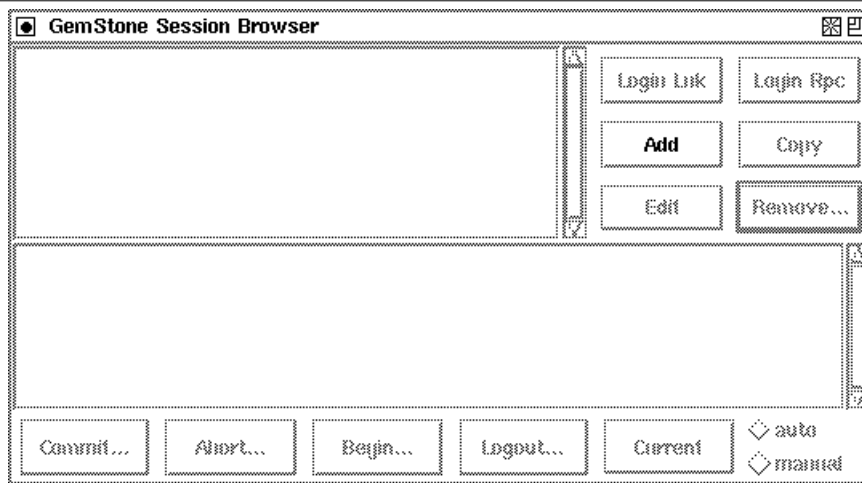 GemStone Session Browser
Login Lnk Login Rpc
Add Copy
Edit Remove...
Commit... Abort... Begin... Logout... Current
auto
manual